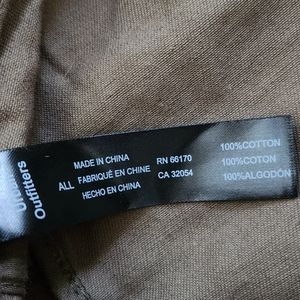 Outfitters
ALL
MADE IN CHINA
FABRIQUÉ EN CHINE
HECHO EN CHINA
RN 66170
CA 32054
100%COTTON
100%COTON
100%ALGODÓN